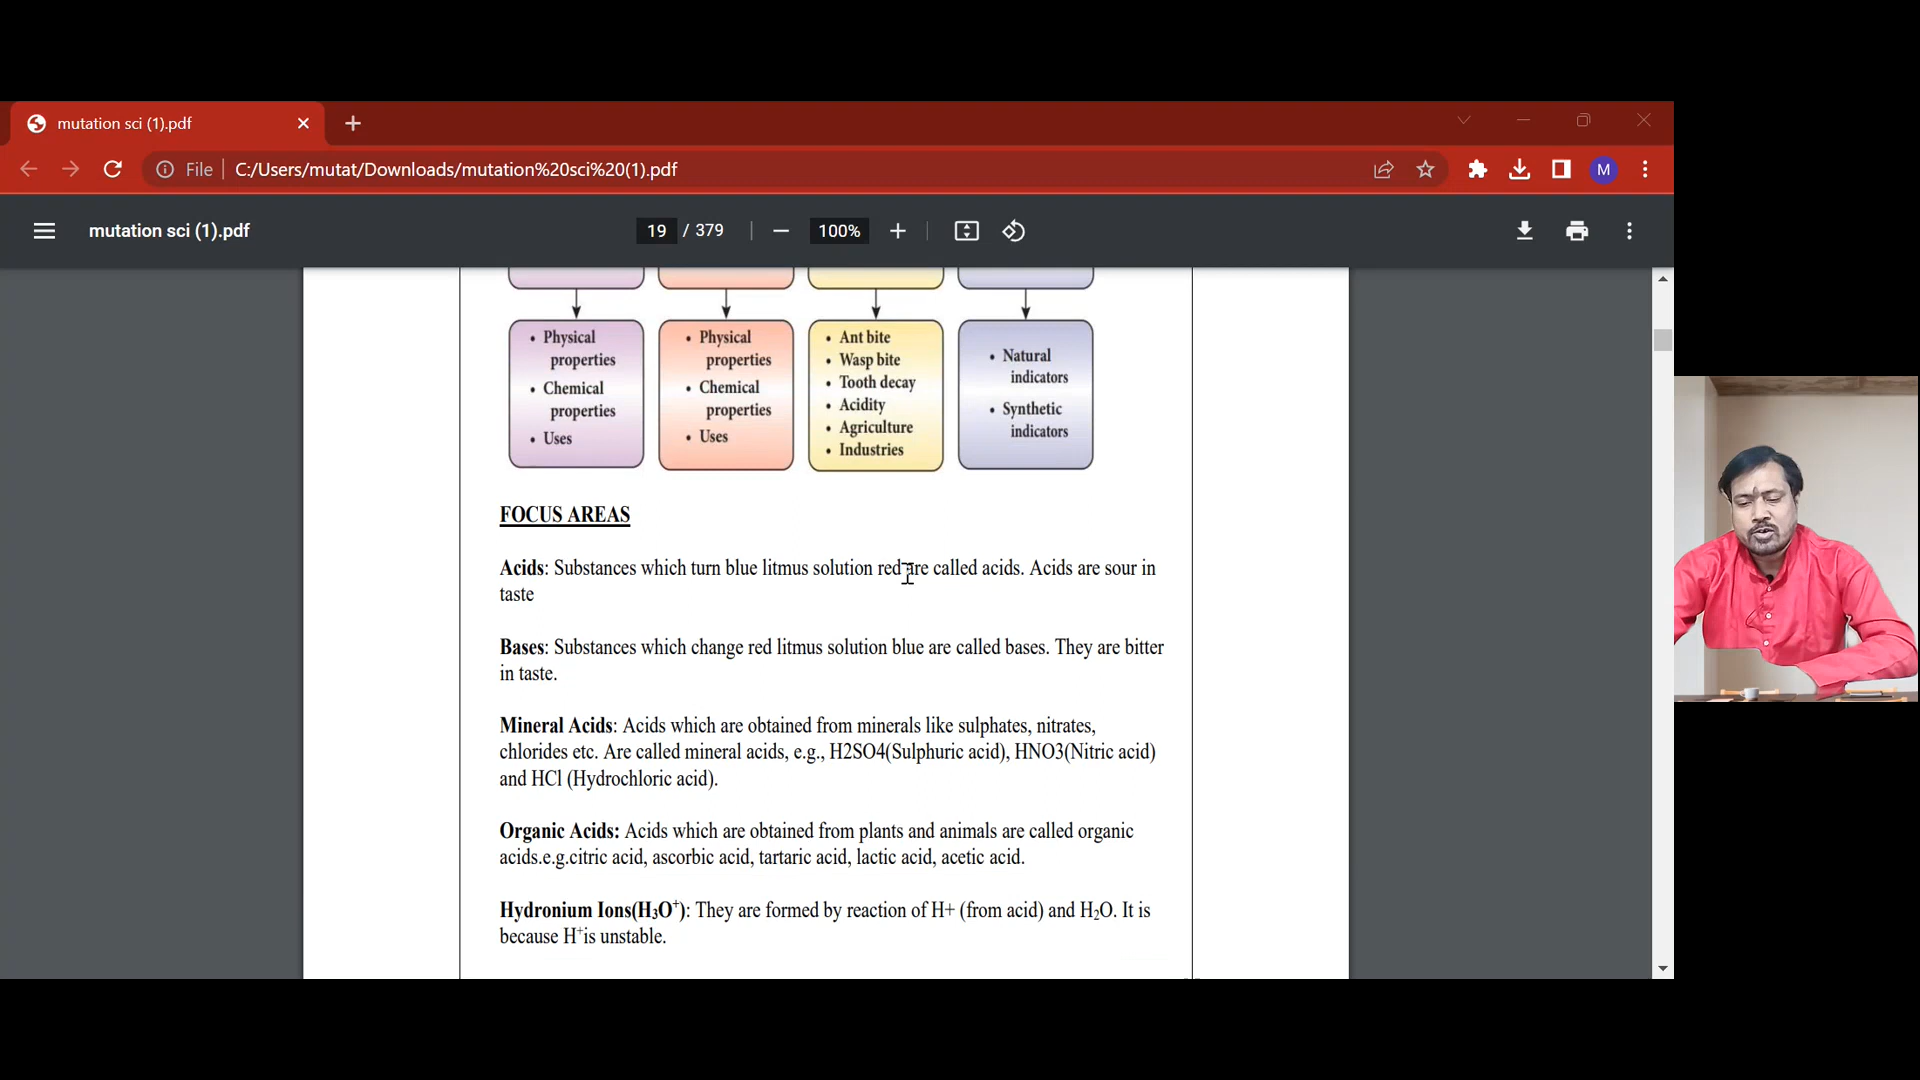 mutation sci (1).pdf
File
C:/Users/mutat/Downloads/mutation%20sci%20(1).pdf
M
mutation sci (1).pdf
19 / 379
100%
• Physical properties
• Chemical properties
• Uses
• Physical properties
• Chemical properties
• Uses
• Ant bite
• Wasp bite
• Tooth decay
• Acidity
• Agriculture
• Industries
• Natural indicators
• Synthetic indicators
FOCUS AREAS
Acids: Substances which turn blue litmus solution red are called acids. Acids are sour in
taste
Bases: Substances which change red litmus solution blue are called bases. They are bitter
in taste.
Mineral Acids: Acids which are obtained from minerals like sulphates, nitrates,
chlorides etc. Are called mineral acids, e.g., H2SO4(Sulphuric acid), HNO3(Nitric acid)
and HCl (Hydrochloric acid).
Organic Acids: Acids which are obtained from plants and animals are called organic
acids.e.g.citric acid, ascorbic acid, tartaric acid, lactic acid, acetic acid.
Hydronium Ions(H₃O⁺): They are formed by reaction of H+ (from acid) and H₂O. It is
because H⁺is unstable.